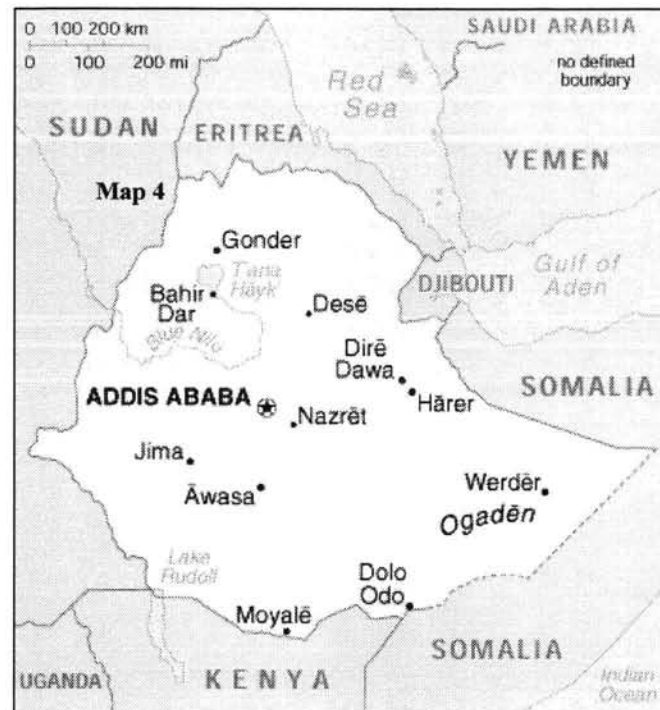 0 100 200 km
0 100 200 mi
SAUDI ARABIA
no defined
boundary
Red
Sea
SUDAN
ERITREA
YEMEN
Map 4
Gonder
T'ana
Hāyk
DJIBOUTI
Gulf of
Aden
Bahir
Dar
Desē
Blue Nile
Dirē
Dawa
SOMALIA
ADDIS ABABA
Hārer
Nazrēt
Jīma
Āwasa
Werdēr
Ogadēn
Lake
Rudolf
Dolo
Odo
Moyalē
SOMALIA
UGANDA
KENYA
Indian
Ocean